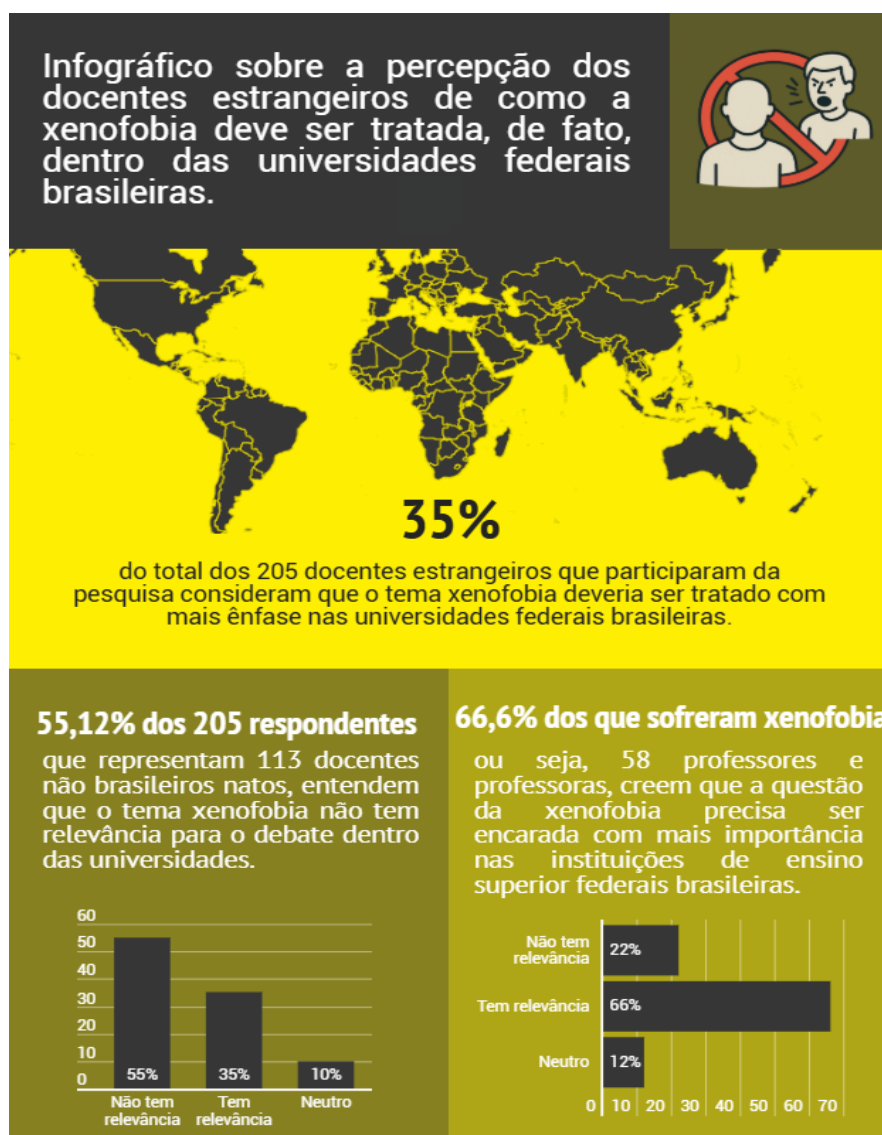 Infográfico sobre a percepção dos
docentes estrangeiros de como a
xenofobia deve ser tratada, de fato,
dentro das universidades federais
brasileiras.
35%
do total dos 205 docentes estrangeiros que participaram da
pesquisa consideram que o tema xenofobia deveria ser tratado com
mais ênfase nas universidades federais brasileiras.
55,12% dos 205 respondentes
que representam 113 docentes
não brasileiros natos, entendem
que o tema xenofobia não tem
relevância para o debate dentro
das universidades.
60
50
40
30
20
10
0
55%
35%
10%
Não tem
relevância
Tem
relevância
Neutro
66,6% dos que sofreram xenofobia
ou seja, 58 professores e
professoras, creem que a questão
da xenofobia precisa ser
encarada com mais importância
nas instituições de ensino
superior federais brasileiras.
Não tem
relevância
22%
Tem relevância
66%
Neutro
12%
0 10 20 30 40 50 60 70